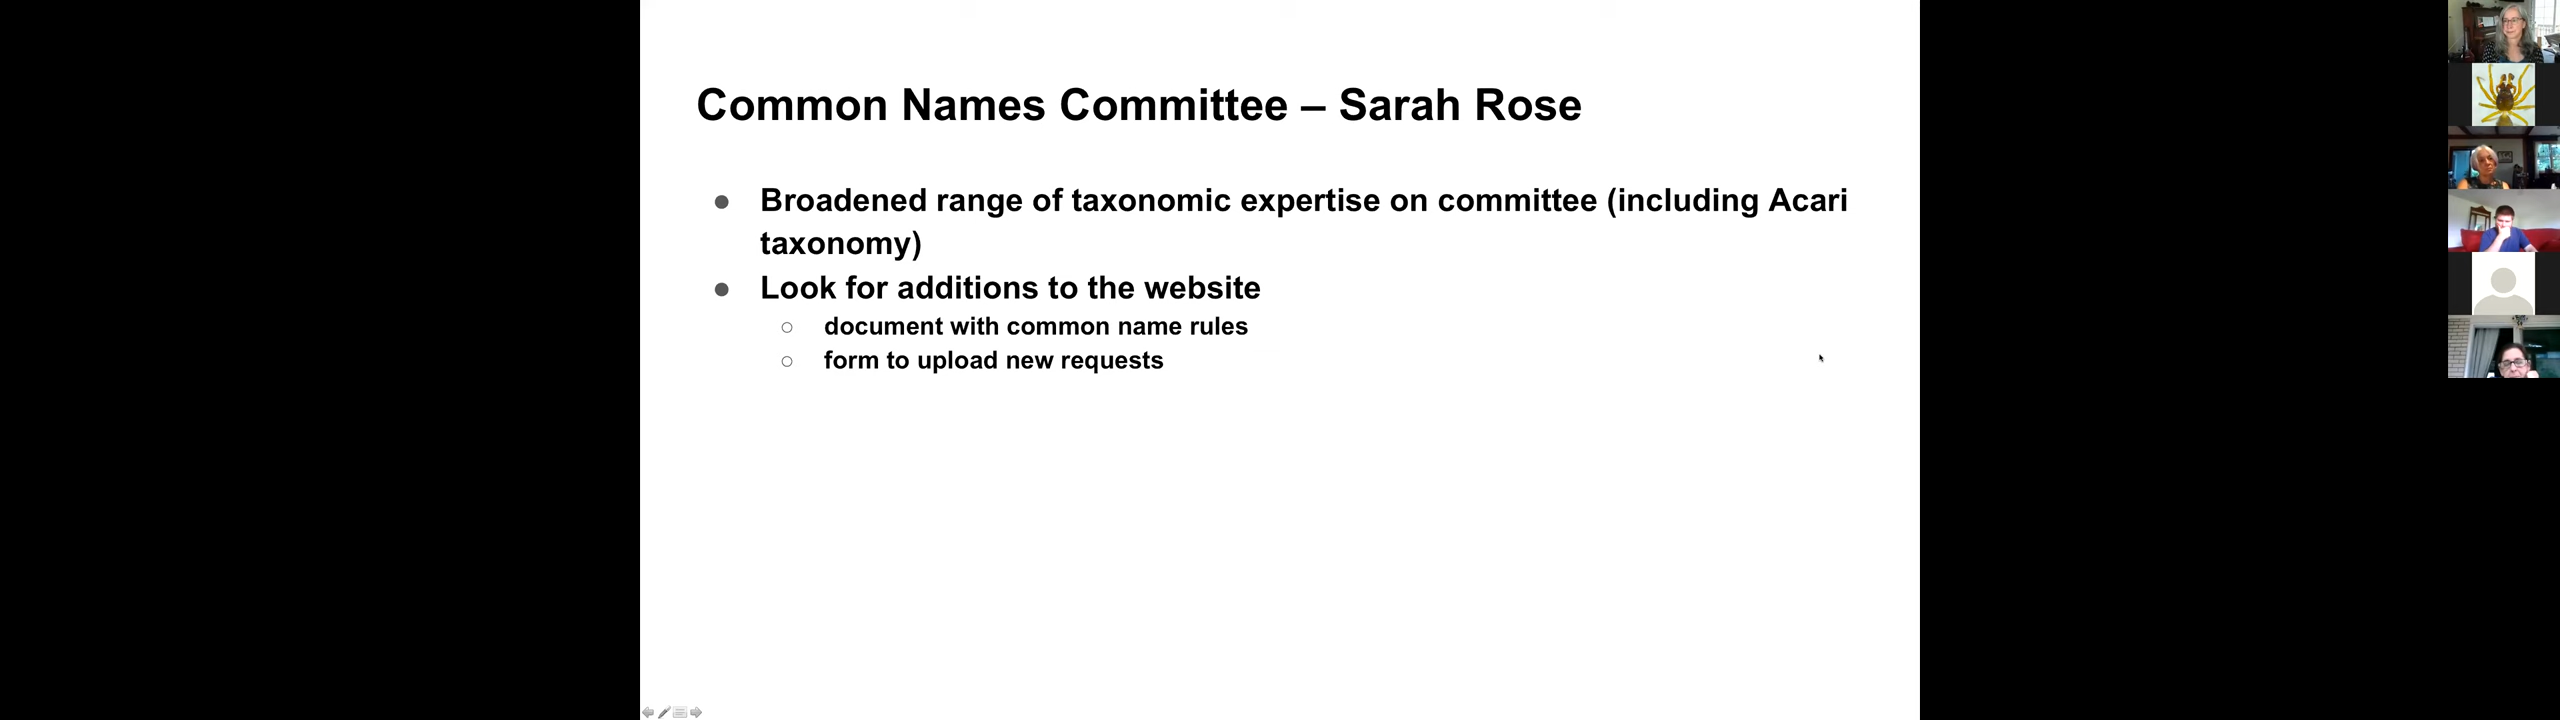 Common Names Committee – Sarah Rose
● Broadened range of taxonomic expertise on committee (including Acari
taxonomy)
● Look for additions to the website
○ document with common name rules
○ form to upload new requests